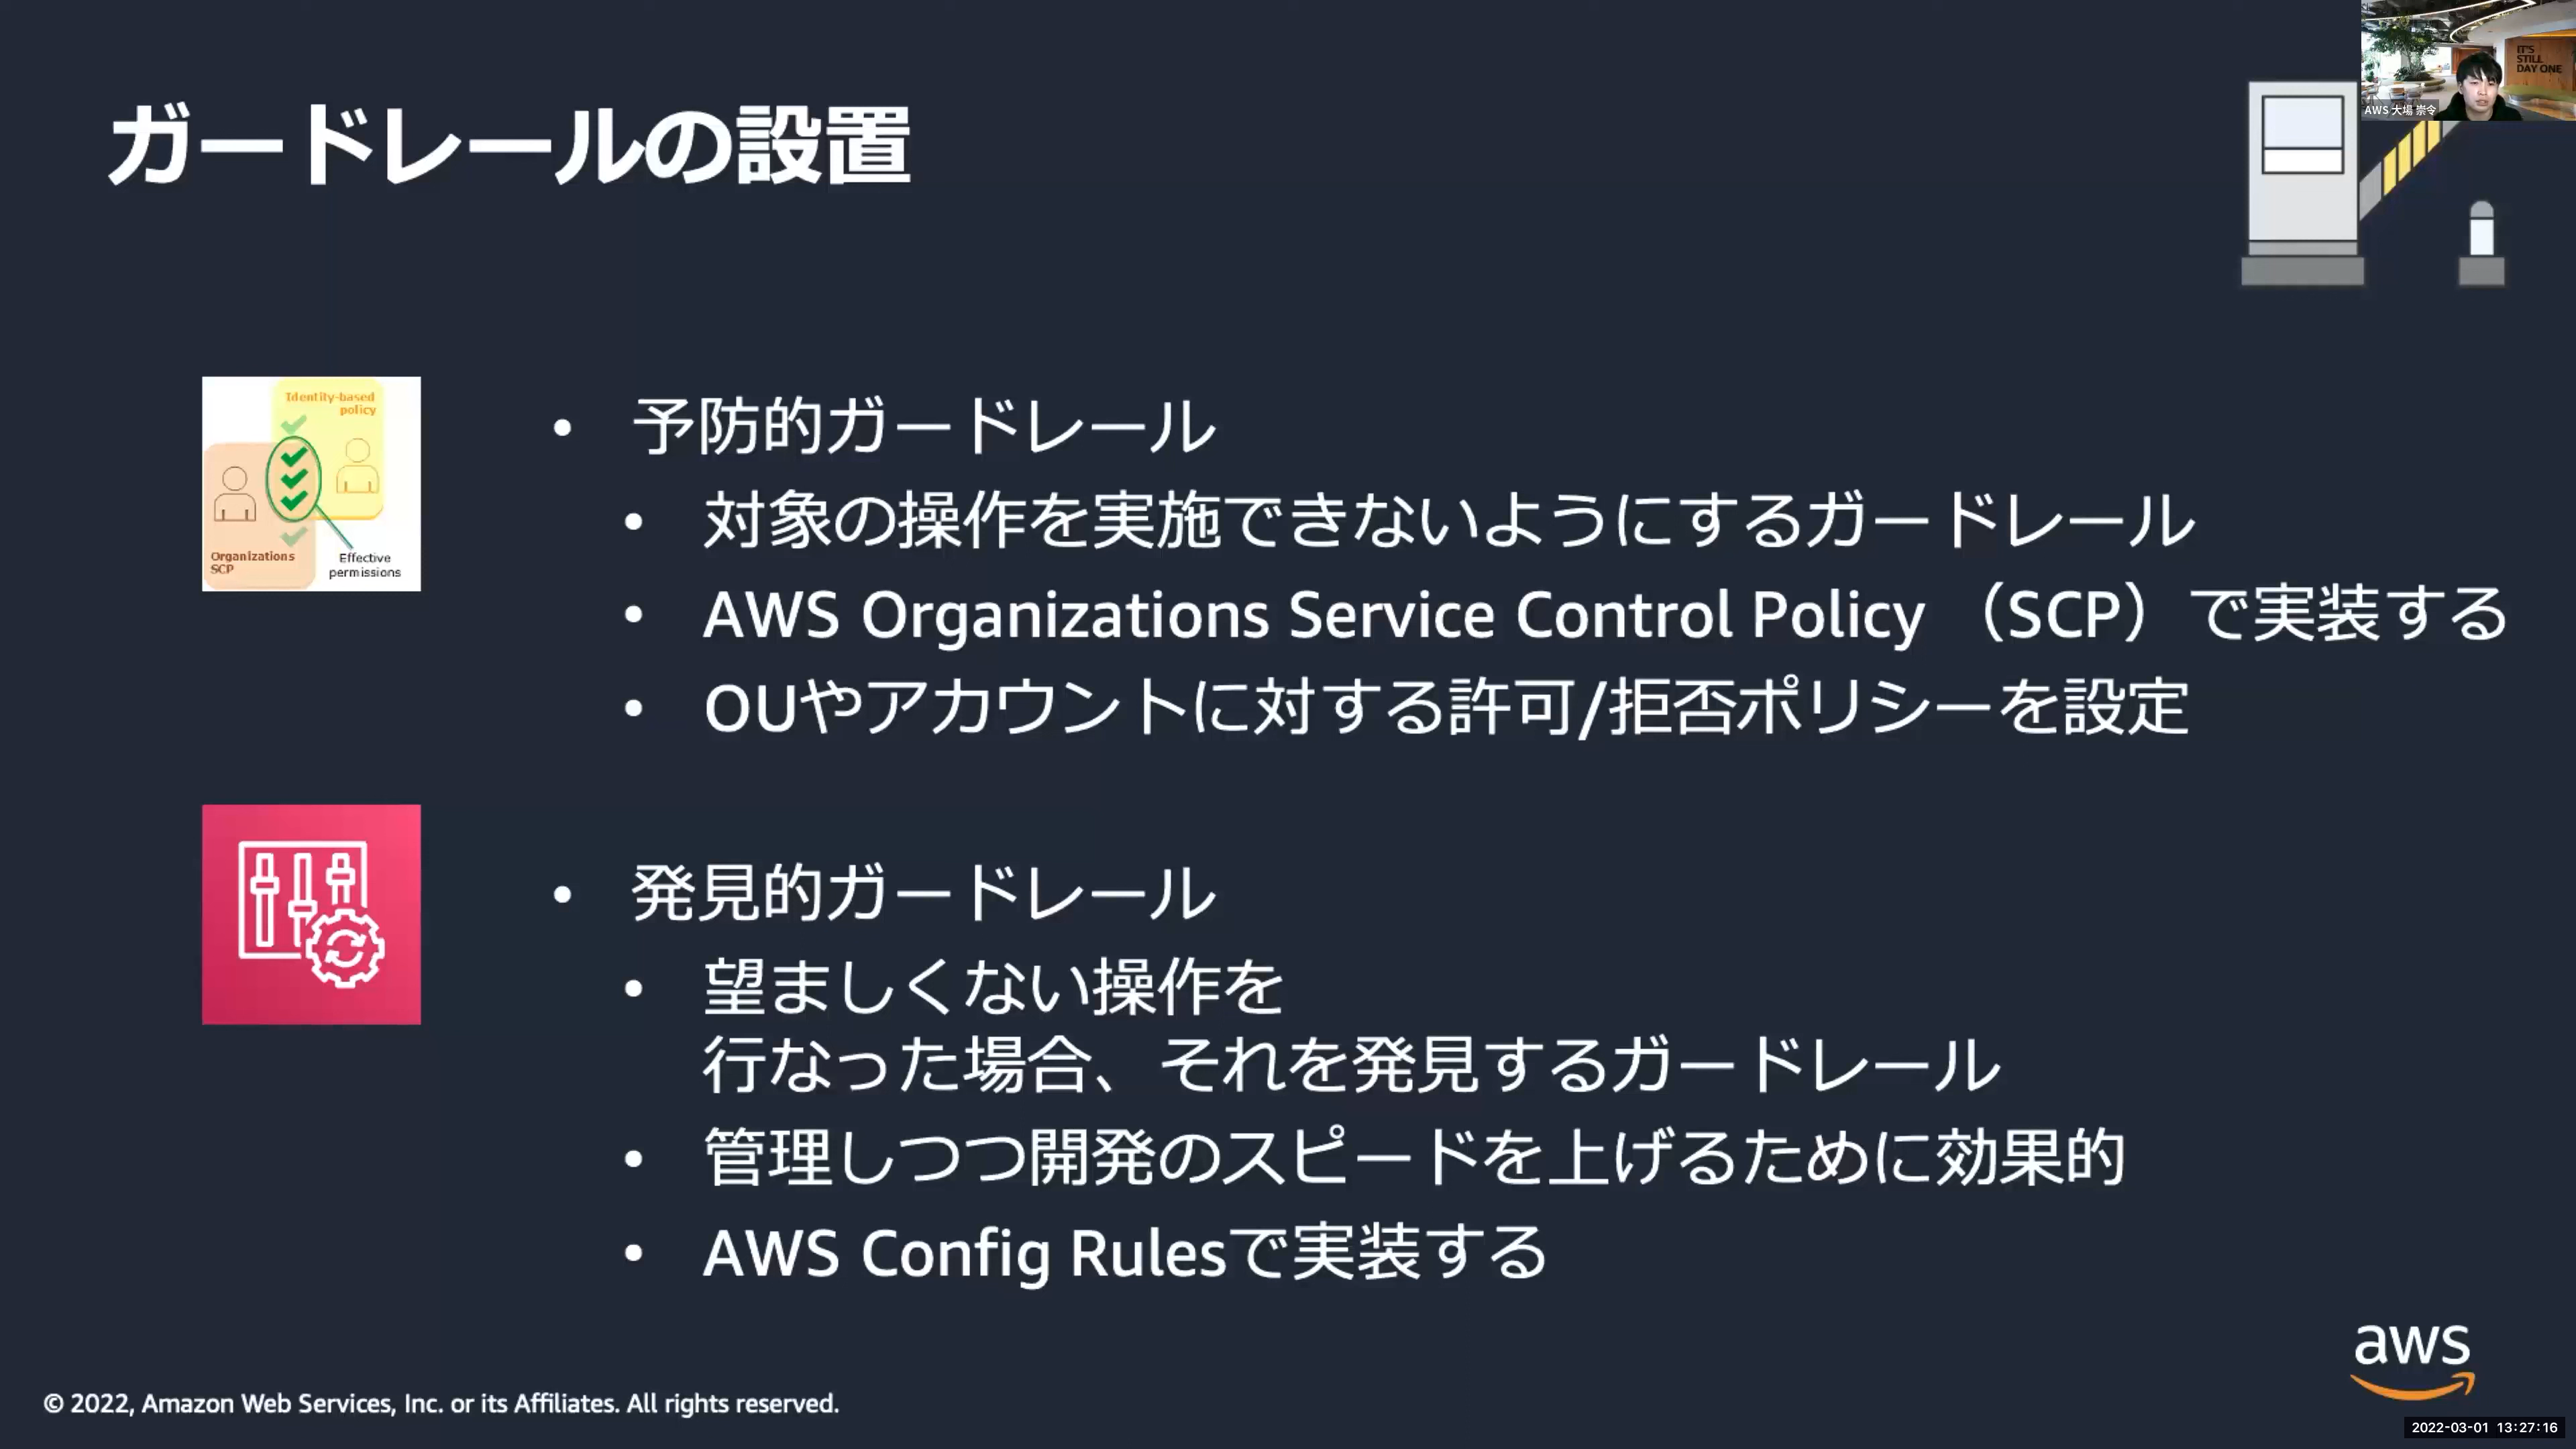 IT'S
STILL
DAY ONE
AWS 大場 崇令
ガードレールの設置
Identity-based
policy
Organizations
SCP
Effective
permissions
• 予防的ガードレール
• 対象の操作を実施できないようにするガードレール
• AWS Organizations Service Control Policy （SCP）で実装する
• OUやアカウントに対する許可/拒否ポリシーを設定
• 発見的ガードレール
• 望ましくない操作を
行なった場合、それを発見するガードレール
• 管理しつつ開発のスピードを上げるために効果的
• AWS Config Rulesで実装する
aws
© 2022, Amazon Web Services, Inc. or its Affiliates. All rights reserved.
2022-03-01 13:27:16